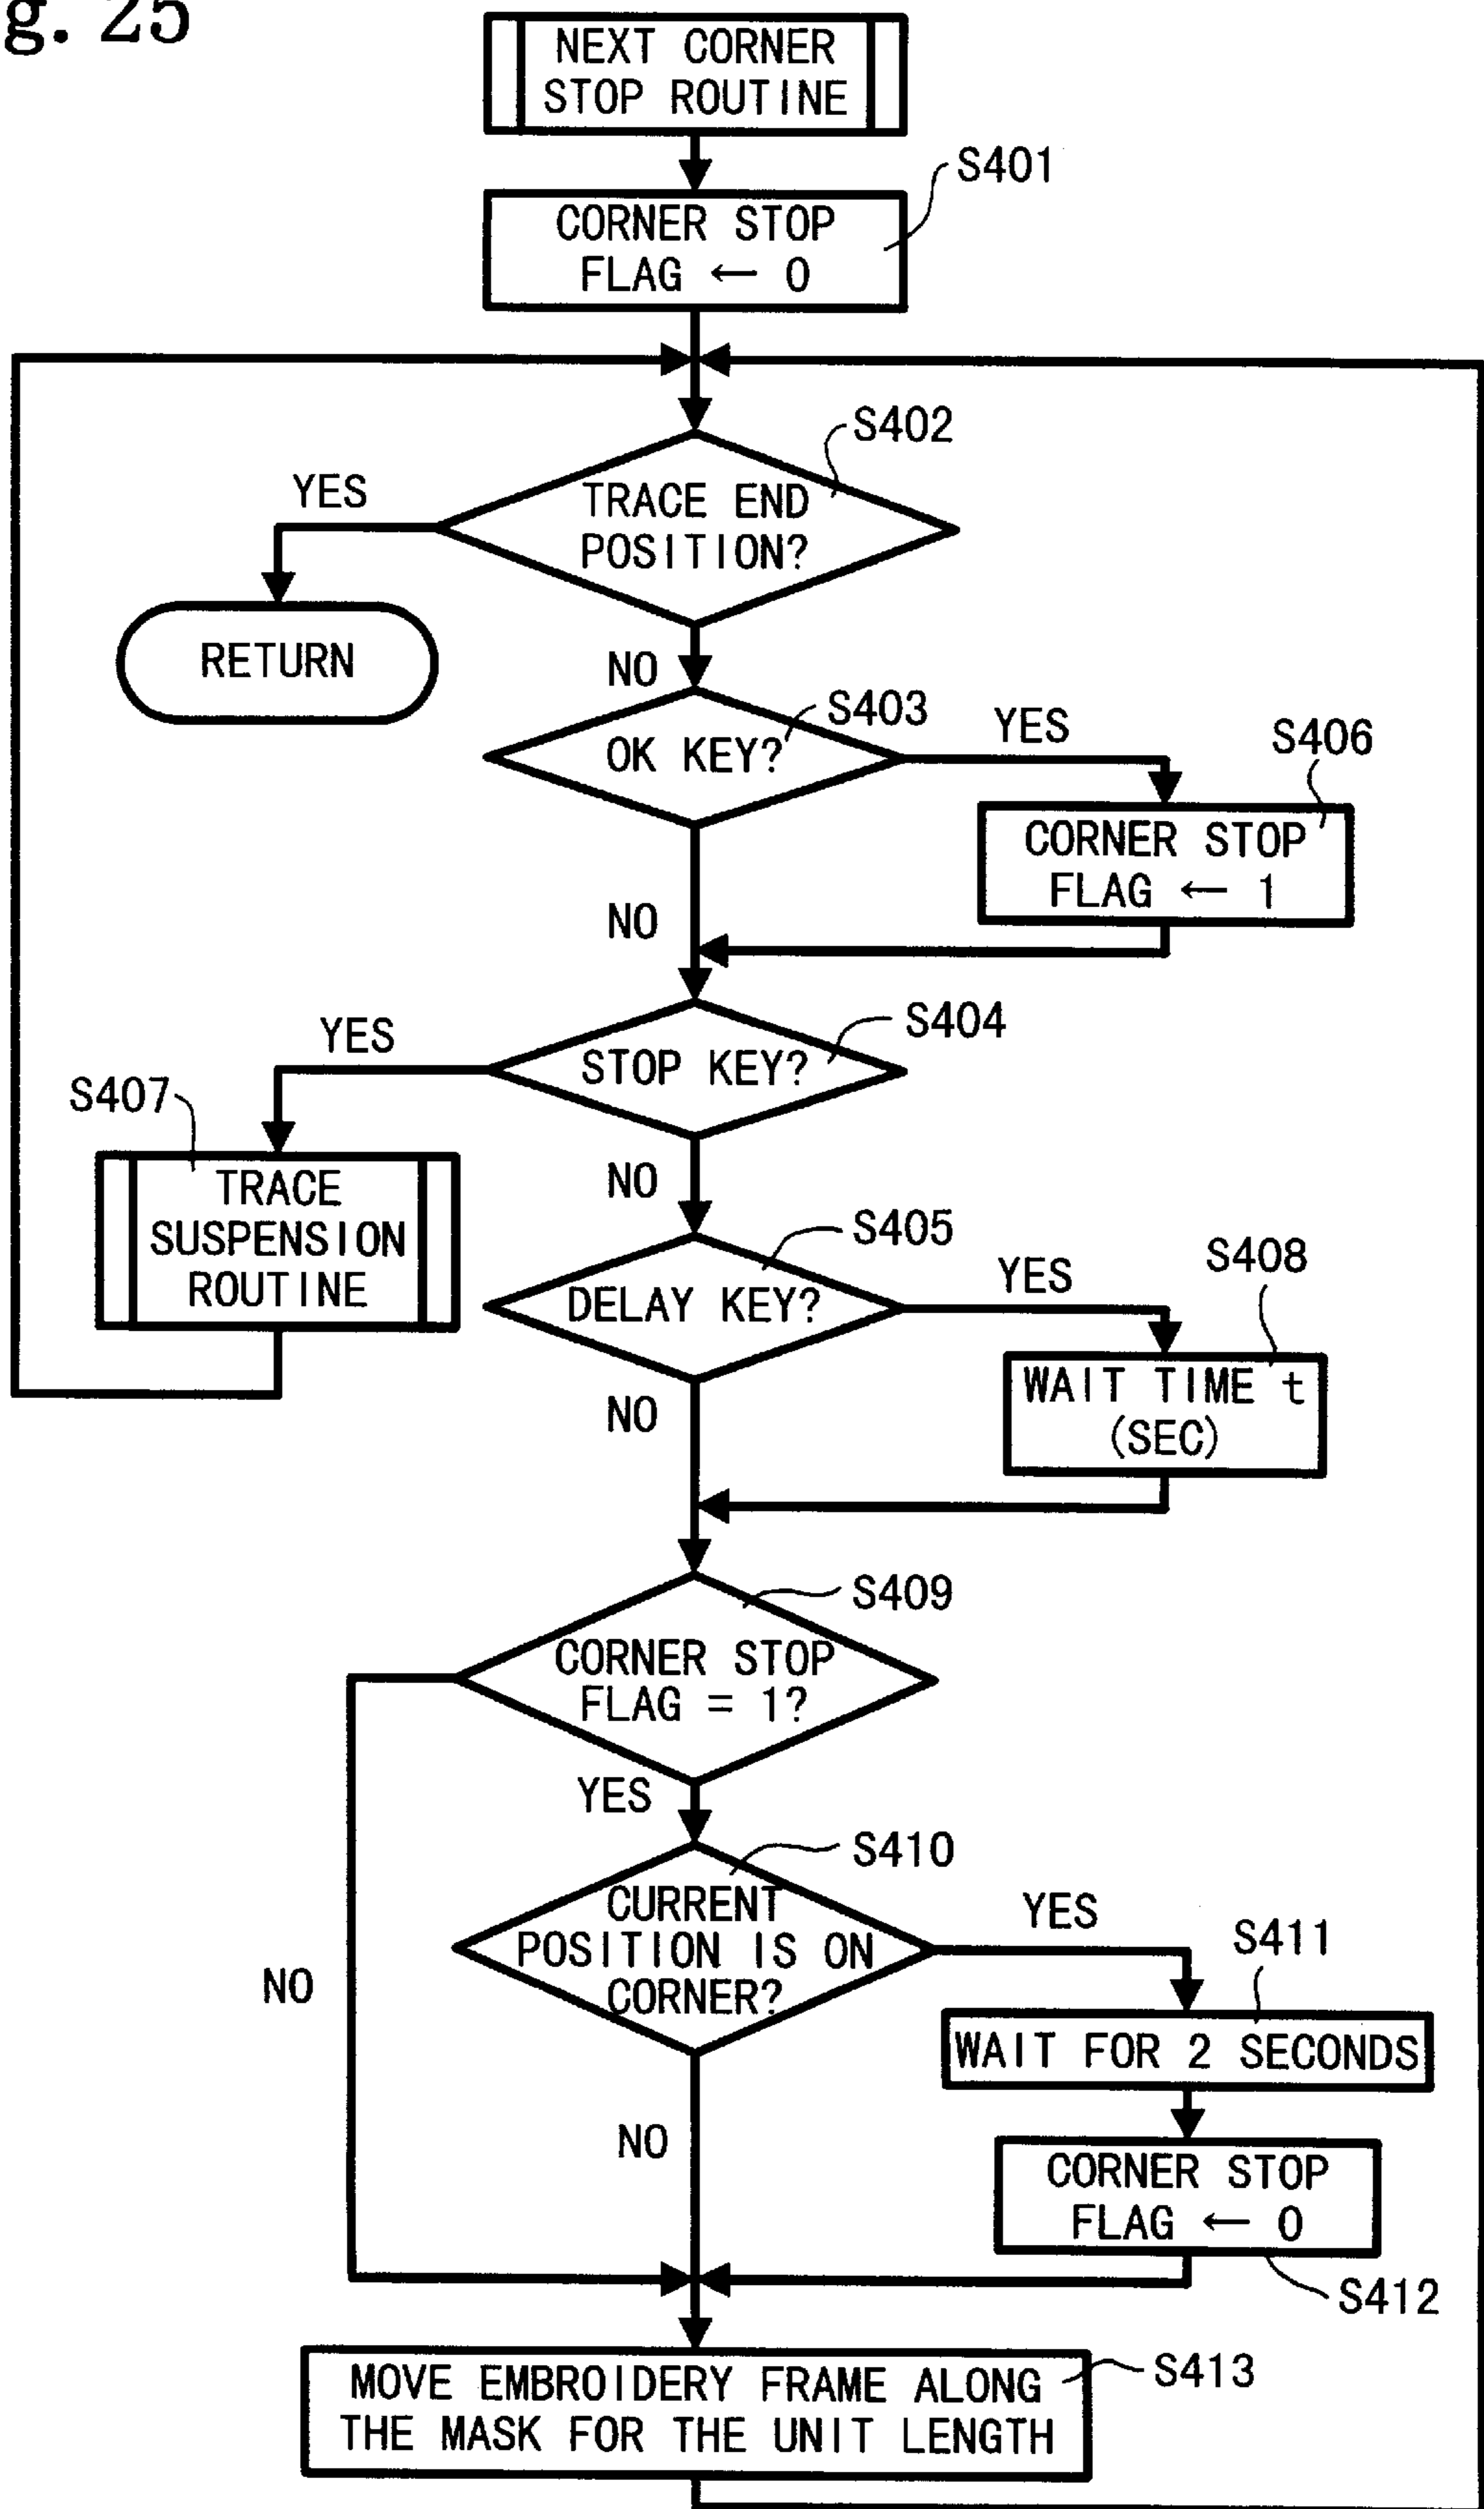 g. 25
NEXT CORNER
STOP ROUTINE
S401
CORNER STOP
FLAG ← 0
S402
YES
TRACE END
POSITION?
RETURN
NO
S403
YES
S406
OK KEY?
CORNER STOP
FLAG ← 1
NO
S404
YES
STOP KEY?
S407
TRACE
SUSPENSION
ROUTINE
NO
S405
YES
S408
DELAY KEY?
WAIT TIME t
(SEC)
NO
S409
CORNER STOP
FLAG = 1?
YES
S410
CURRENT
POSITION IS ON
CORNER?
YES
S411
NO
WAIT FOR 2 SECONDS
NO
CORNER STOP
FLAG ← 0
S412
S413
MOVE EMBROIDERY FRAME ALONG
THE MASK FOR THE UNIT LENGTH